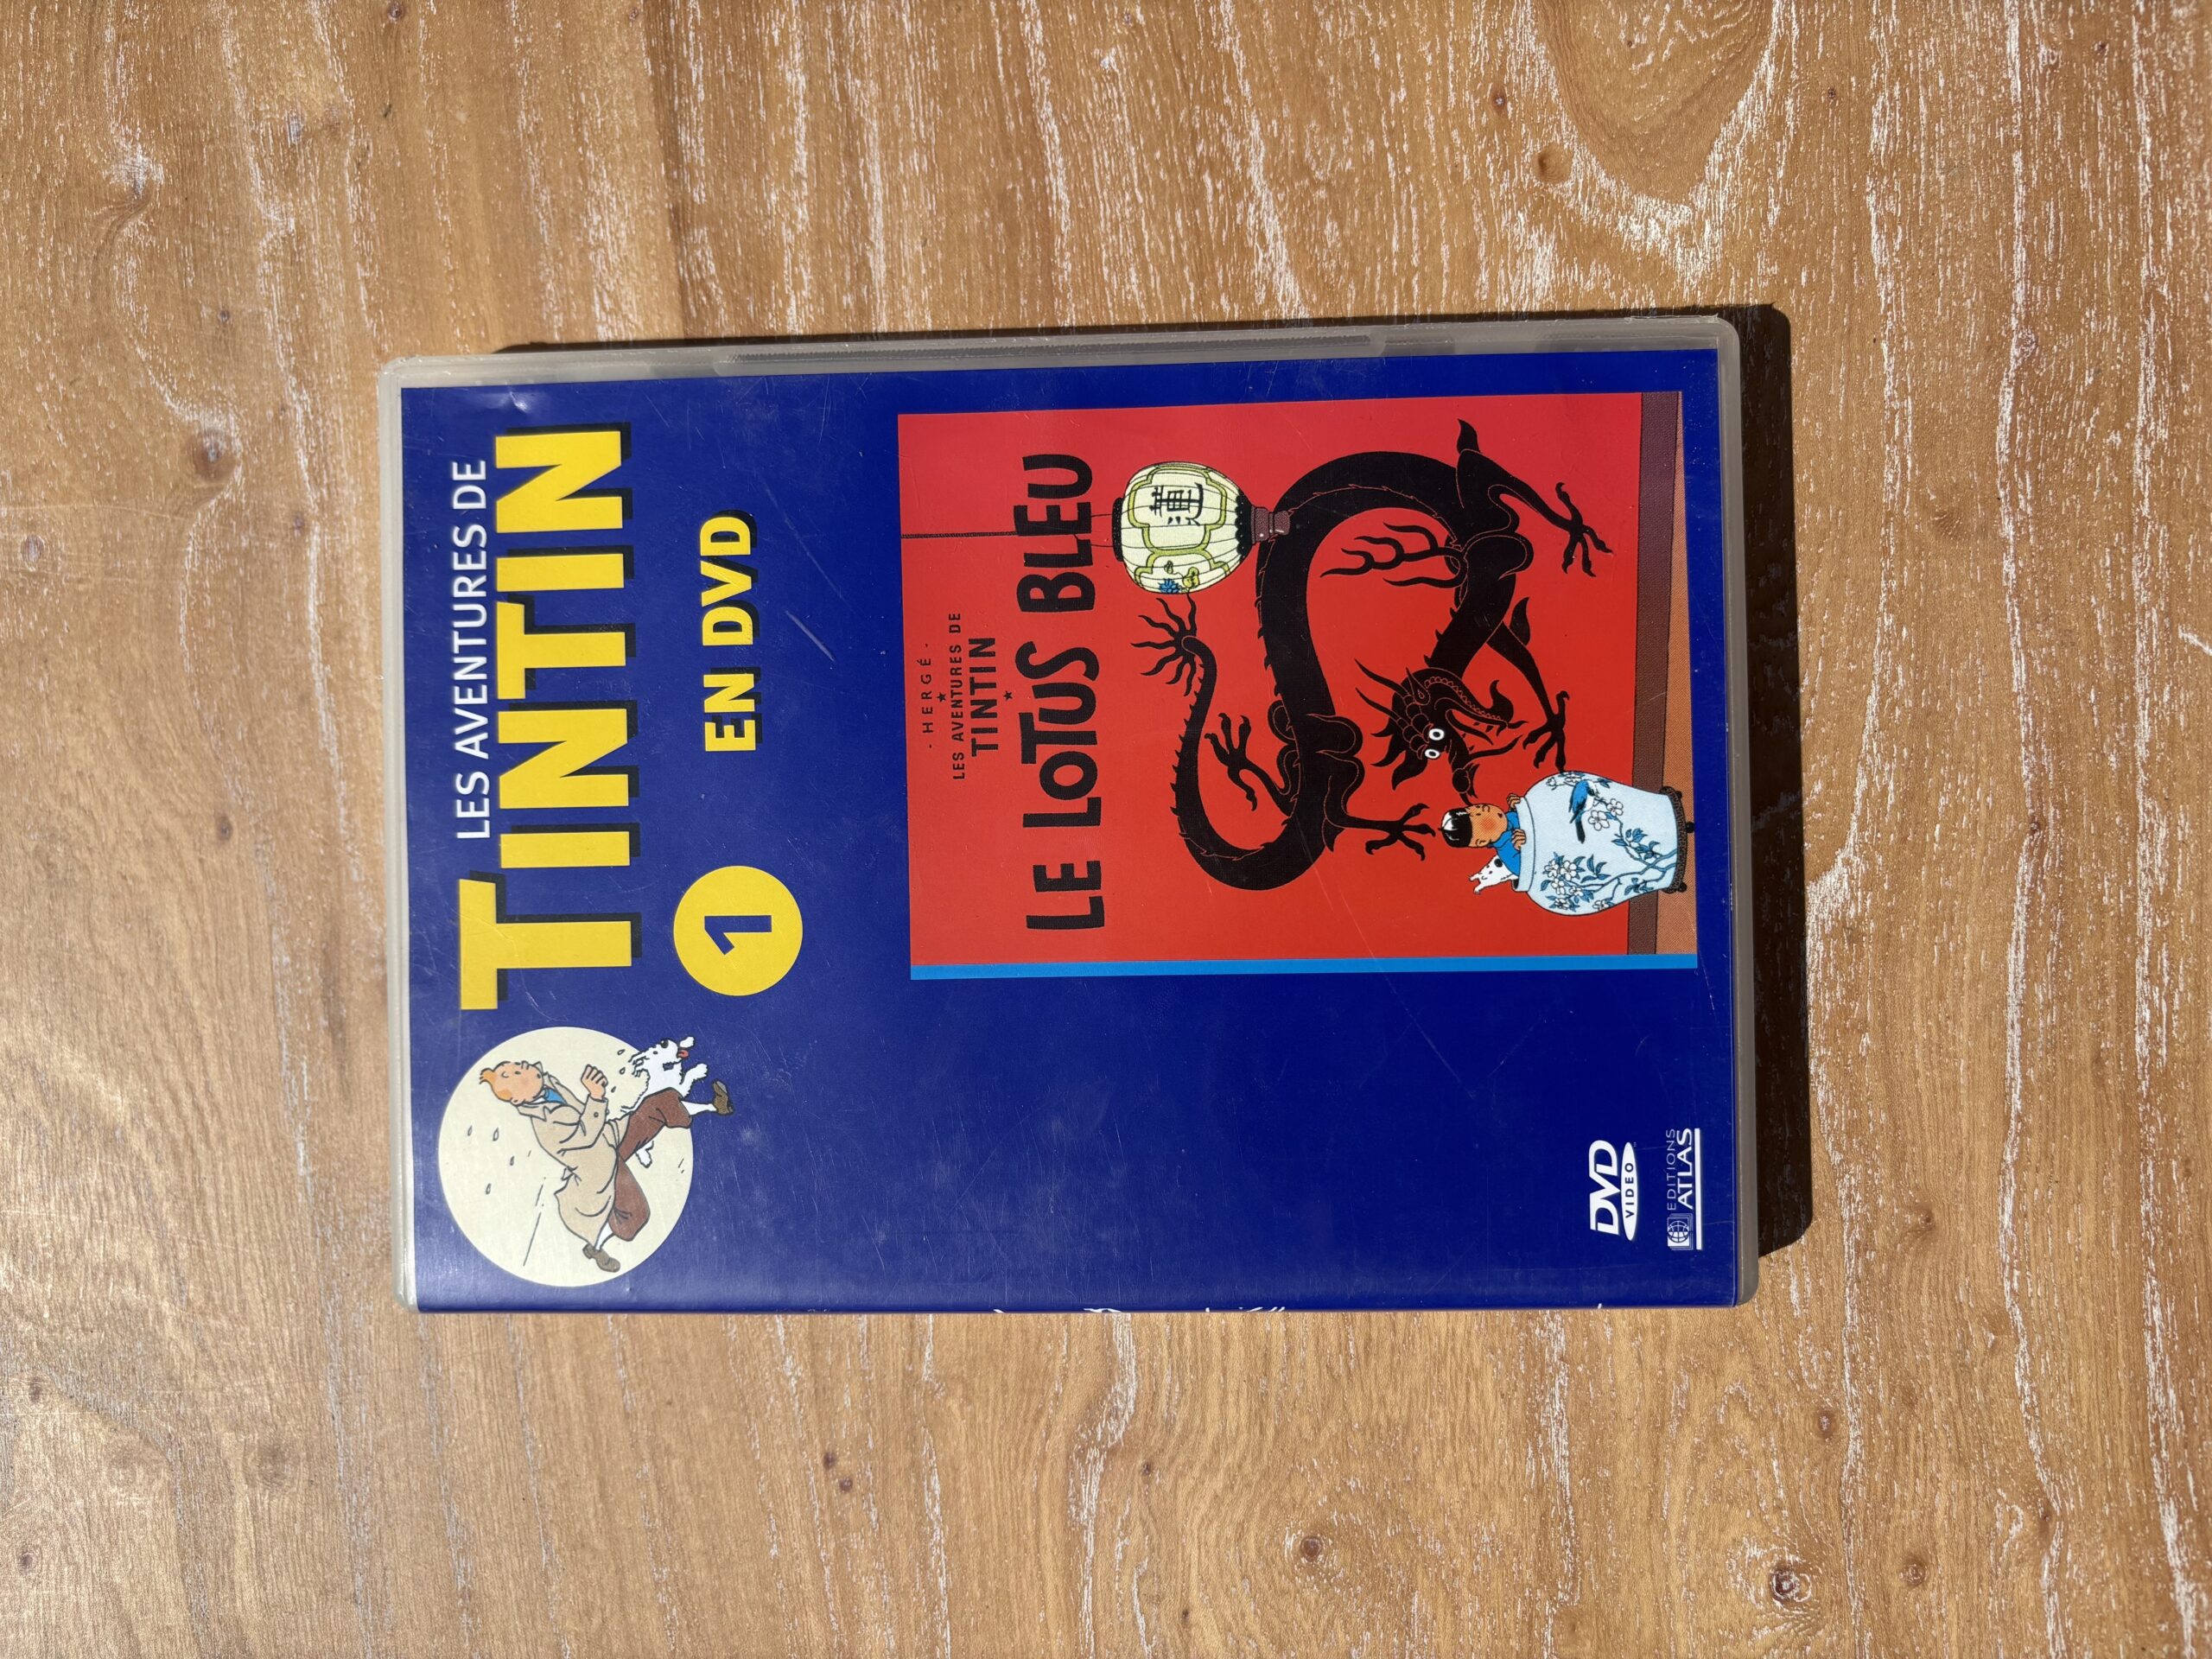 LES AVENTURES DE
TINTIN
1 EN DVD
- HERGÉ -
LES AVENTURES DE
TINTIN
LE LOTUS BLEU
蓮
DVD
VIDEO
EDITIONS
ATLAS